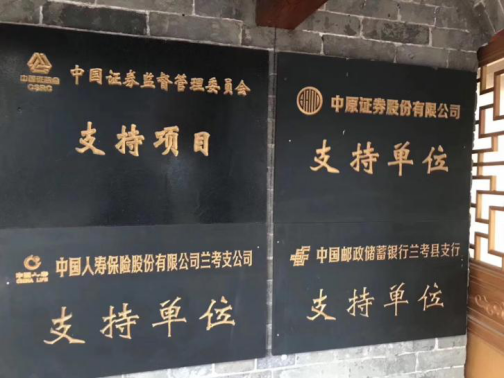 中国证券监督管理委员会
CSRC
支持项目
中原证券股份有限公司
支持单位
中国人寿保险股份有限公司兰考支公司
支持单位
中国邮政储蓄银行兰考县支行
支持单位